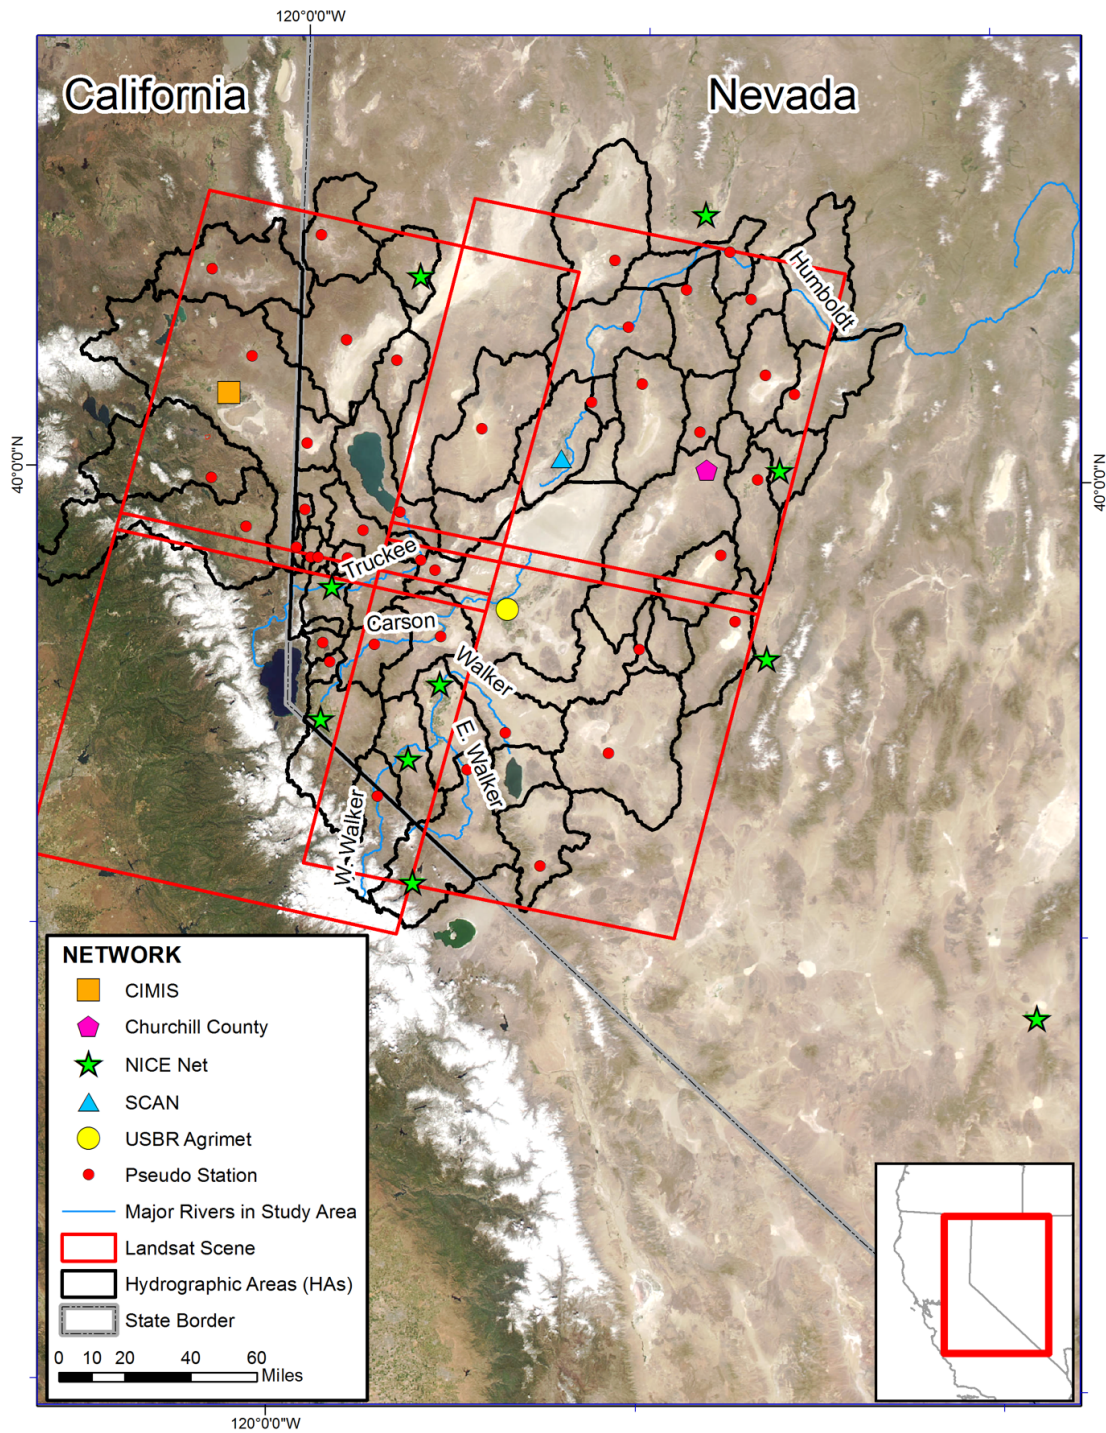 120°0'0"W
California
Nevada
Humboldt
40°0'0"N
40°0'0"N
Truckee
Carson
Walker
E. Walker
W. Walker
NETWORK
CIMIS
Churchill County
NICE Net
SCAN
USBR Agrimet
Pseudo Station
Major Rivers in Study Area
Landsat Scene
Hydrographic Areas (HAs)
State Border
0 10 20 40 60
Miles
120°0'0"W